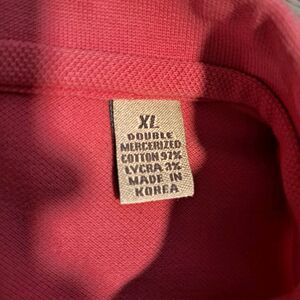 XL
DOUBLE
MERCERIZED
COTTON 97%
LYCRA 3%
MADE IN
KOREA